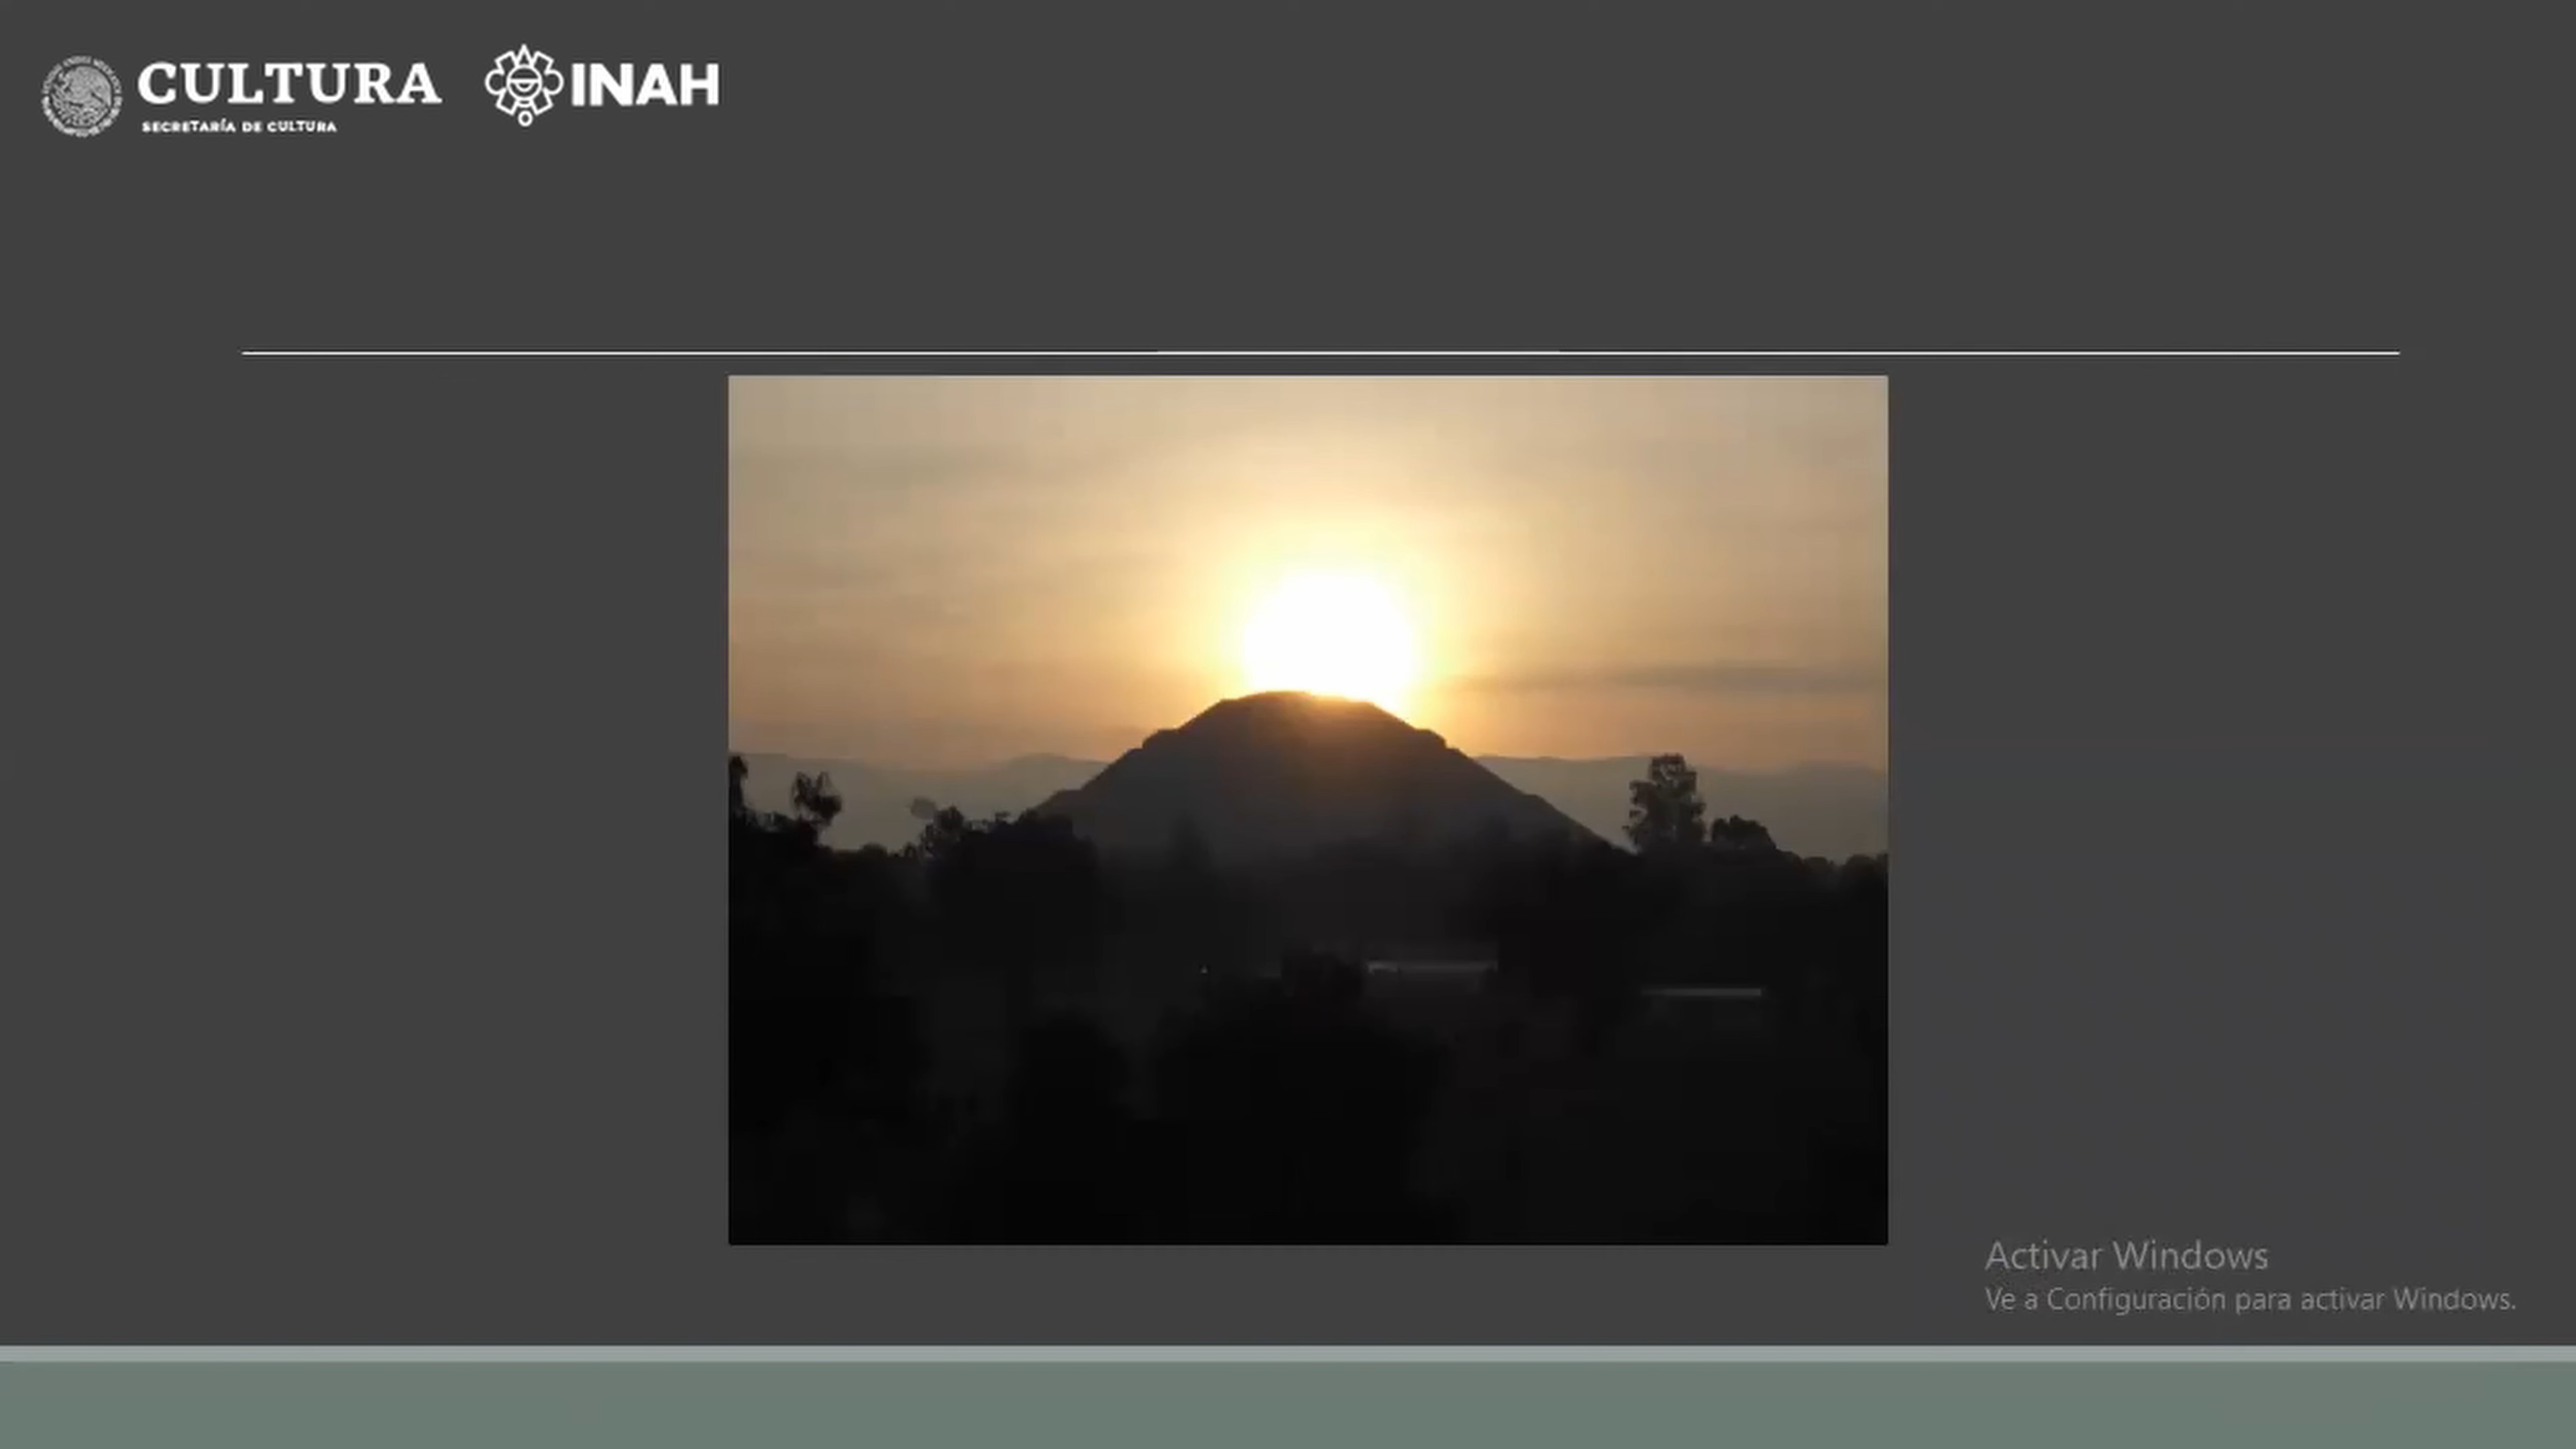 CULTURA
SECRETARÍA DE CULTURA
INAH
Activar Windows
Ve a Configuración para activar Windows.